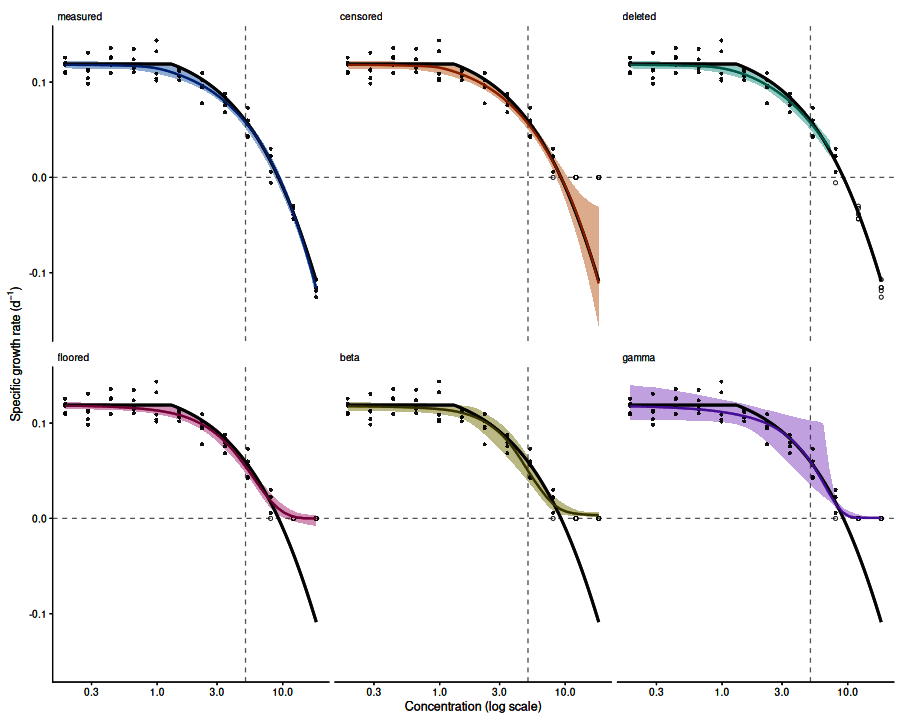 measured censored deleted
0.1
0.0
-0.1
floored beta gamma
0.1
0.0
-0.1
0.3 1.0 3.0 10.0 0.3 1.0 3.0 10.0 0.3 1.0 3.0 10.0
Concentration (log scale)
Specific growth rate (d⁻¹)